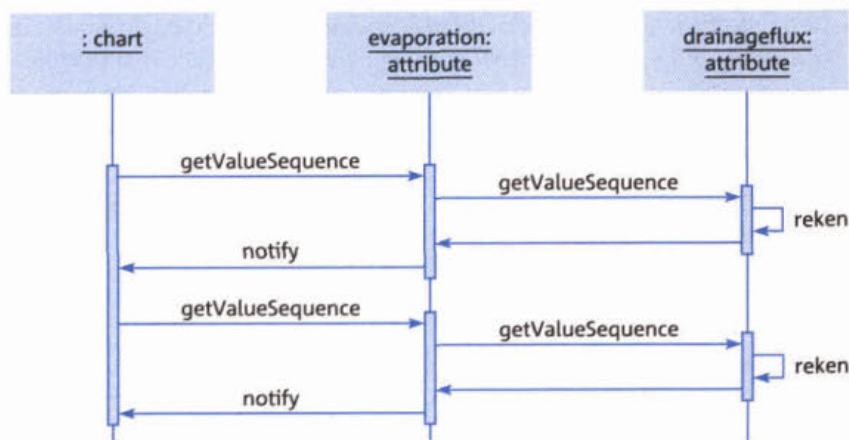 : chart
evaporation:
attribute
drainageflux:
attribute
getValueSequence
getValueSequence
reken
notify
getValueSequence
getValueSequence
reken
notify